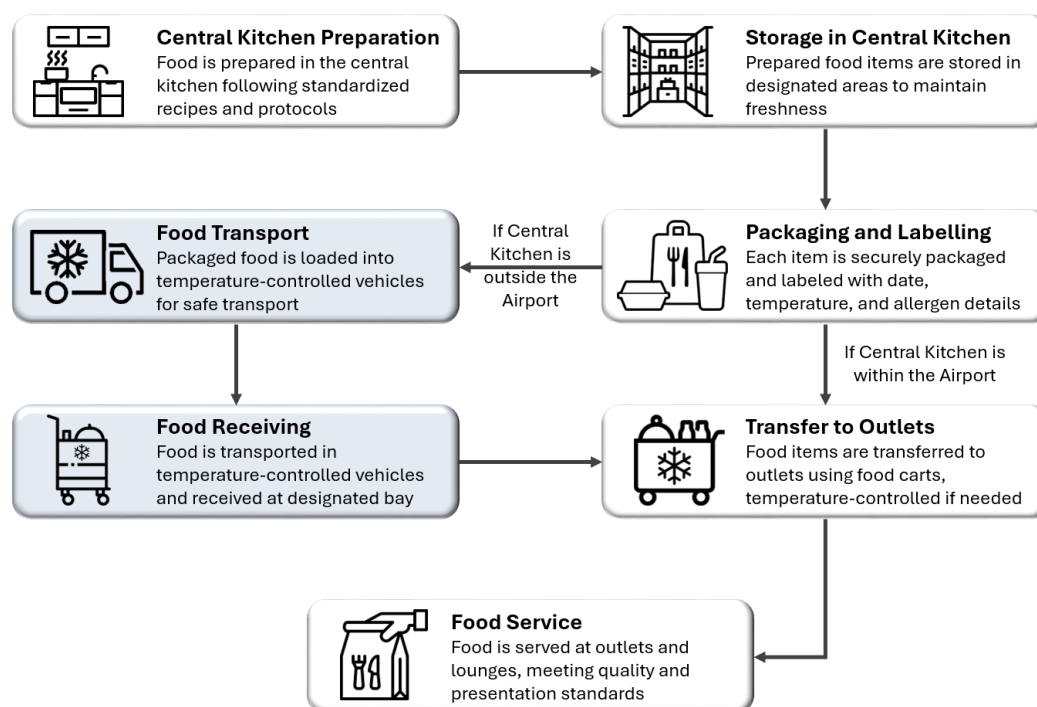 Central Kitchen Preparation
Food is prepared in the central
kitchen following standardized
recipes and protocols
Storage in Central Kitchen
Prepared food items are stored in
designated areas to maintain
freshness
Food Transport
Packaged food is loaded into
temperature-controlled vehicles
for safe transport
If Central
Kitchen is
outside the
Airport
Packaging and Labelling
Each item is securely packaged
and labeled with date,
temperature, and allergen details
If Central Kitchen is
within the Airport
Food Receiving
Food is transported in
temperature-controlled vehicles
and received at designated bay
Transfer to Outlets
Food items are transferred to
outlets using food carts,
temperature-controlled if needed
Food Service
Food is served at outlets and
lounges, meeting quality and
presentation standards